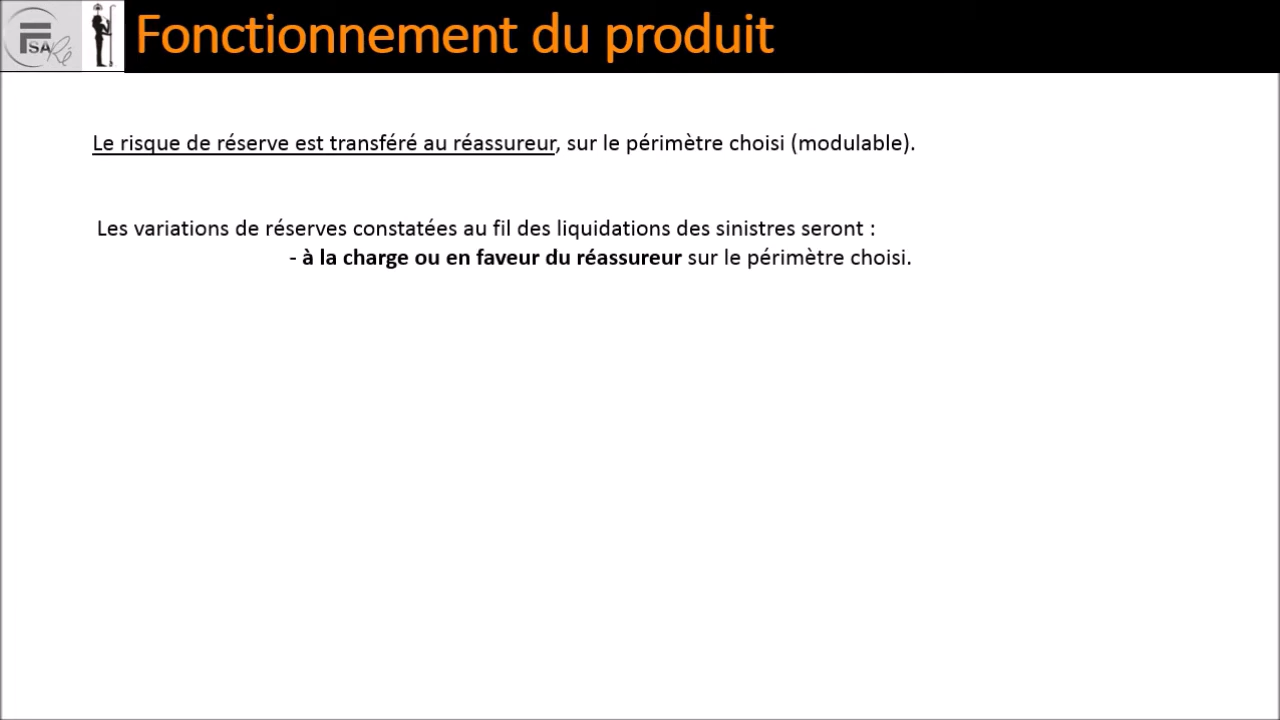 FSA Ré
Fonctionnement du produit
Le risque de réserve est transféré au réassureur, sur le périmètre choisi (modulable).
Les variations de réserves constatées au fil des liquidations des sinistres seront :
- à la charge ou en faveur du réassureur sur le périmètre choisi.